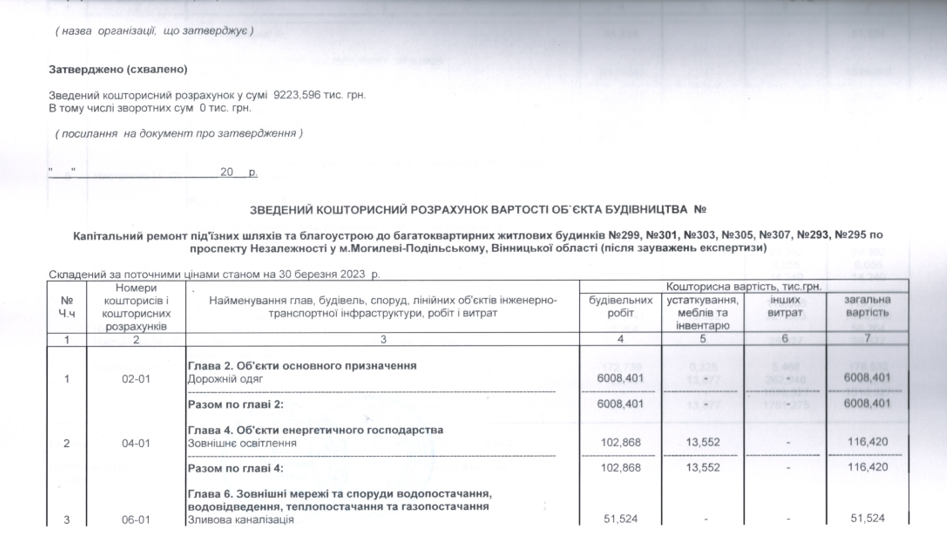 ( назва організації, що затверджує )
Затверджено (схвалено)
Зведений кошторисний розрахунок у сумі 9223,596 тис. грн.
В тому числі зворотних сум 0 тис. грн.
( посилання на документ про затвердження )
" " 20 р.
ЗВЕДЕНИЙ КОШТОРИСНИЙ РОЗРАХУНОК ВАРТОСТІ ОБ`ЄКТА БУДІВНИЦТВА №
Капітальний ремонт під'їзних шляхів та благоустрою до багатоквартирних житлових будинків №299, №301, №303, №305, №307, №293, №295 по
проспекту Незалежності у м.Могилеві-Подільському, Вінницької області (після зауважень експертизи)
Складений за поточними цінами станом на 30 березня 2023 р.
№ Ч.ч
Номери кошторисів і кошторисних розрахунків
Найменування глав, будівель, споруд, лінійних об'єктів інженерно-транспортної інфраструктури, робіт і витрат
Кошторисна вартість, тис.грн.
будівельних робіт
устаткування, меблів та інвентарю
інших витрат
загальна вартість
1 2 3 4 5 6 7
Глава 2. Об'єкти основного призначення
1 02-01 Дорожній одяг 6008,401 - - 6008,401
Разом по главі 2: 6008,401 - - 6008,401
Глава 4. Об'єкти енергетичного господарства
2 04-01 Зовнішнє освітлення 102,868 13,552 - 116,420
Разом по главі 4: 102,868 13,552 - 116,420
Глава 6. Зовнішні мережі та споруди водопостачання,
водовідведення, теплопостачання та газопостачання
3 06-01 Зливова каналізація 51,524 - - 51,524